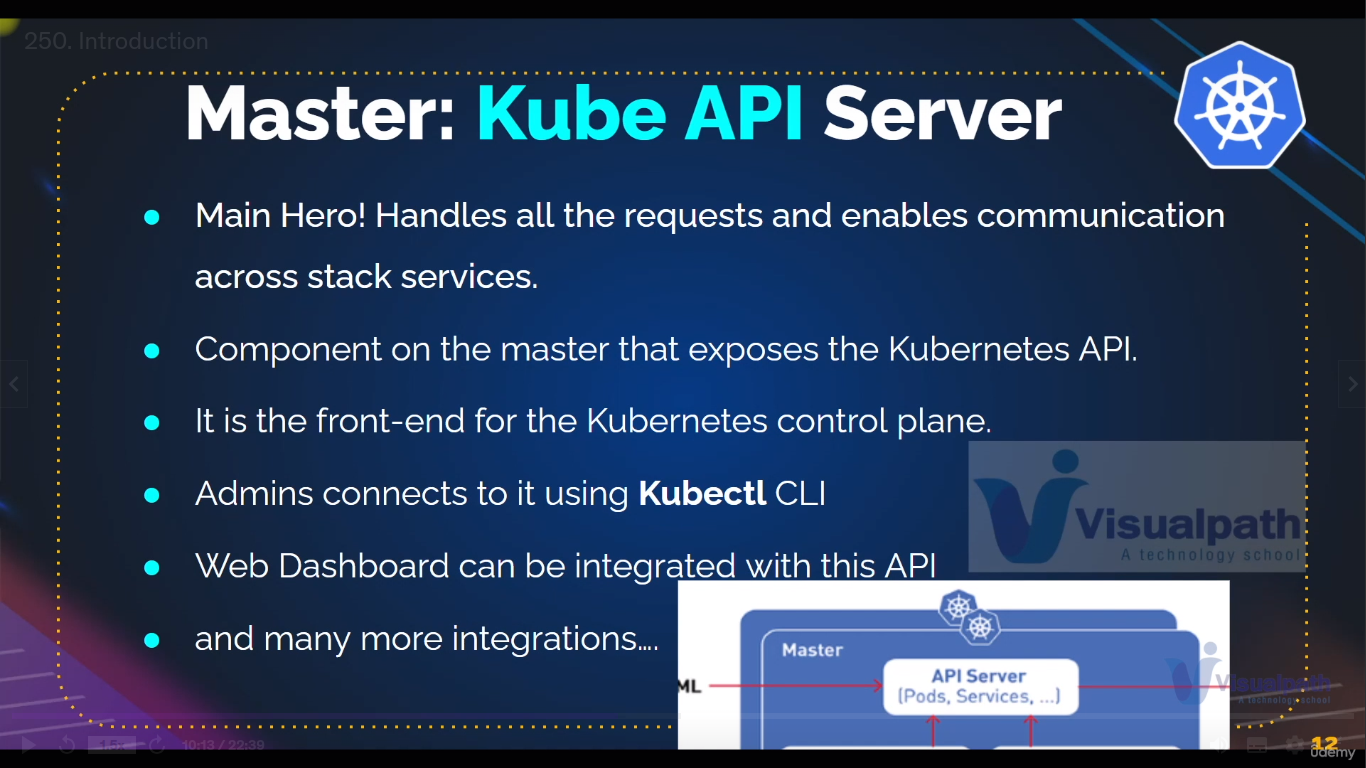 250. Introduction
Master: Kube API Server
Main Hero! Handles all the requests and enables communication
across stack services.
Component on the master that exposes the Kubernetes API.
It is the front-end for the Kubernetes control plane.
Admins connects to it using Kubectl CLI
Visualpath
A technology school
Web Dashboard can be integrated with this API
and many more integrations....
Master
API Server
(Pods, Services, ...)
ML
Visualpath
A technology school
1.5x
10:13 / 22:39
12
ûdemy